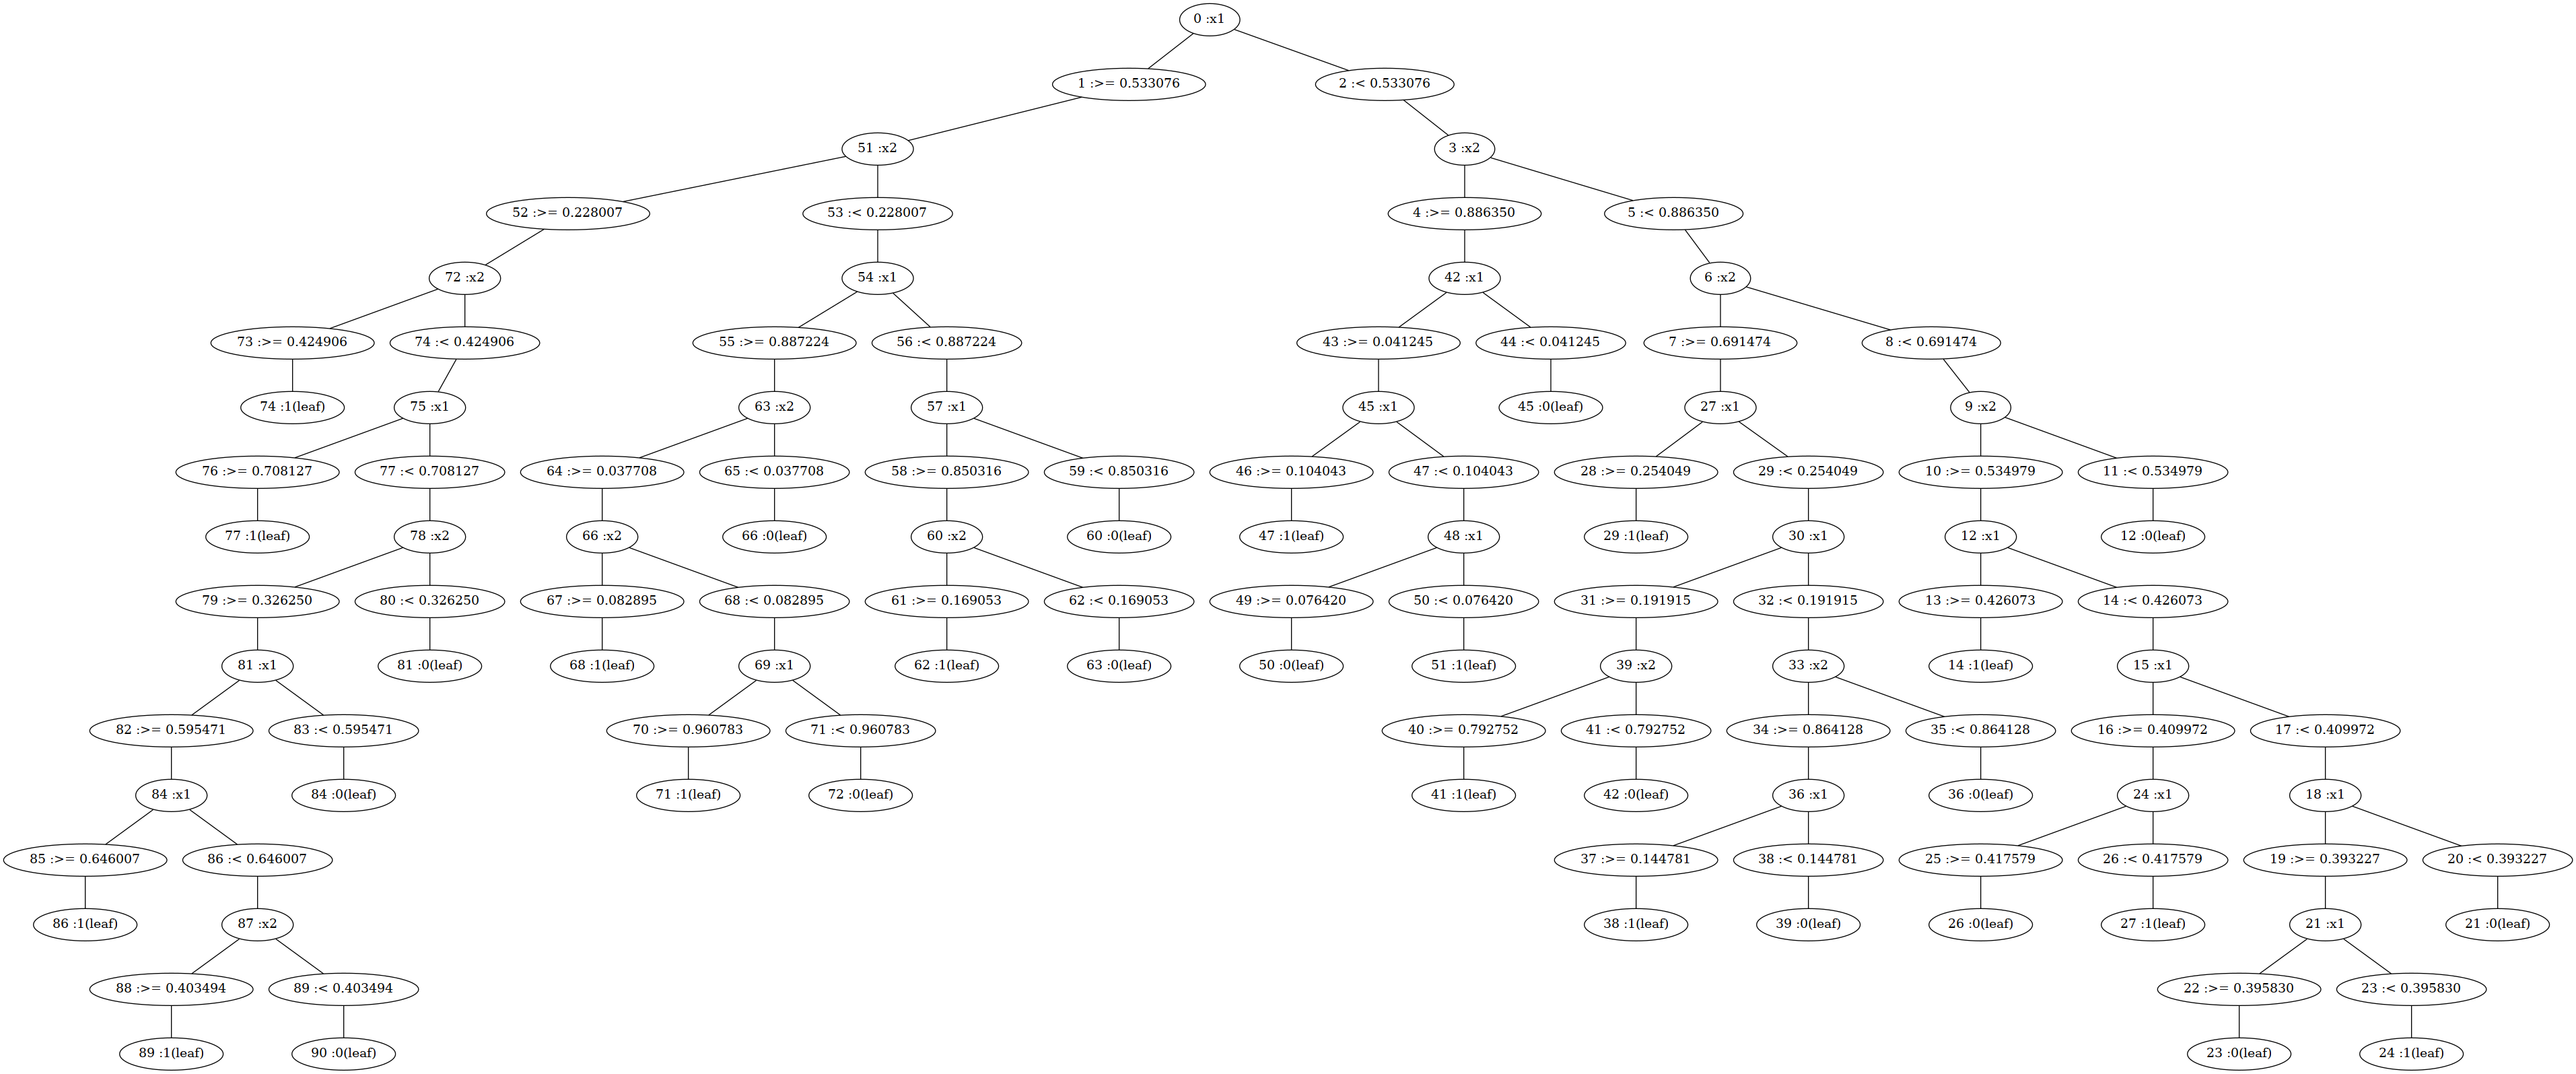 0 :x1
1 :>= 0.533076
2 :< 0.533076
51 :x2
3 :x2
52 :>= 0.228007
53 :< 0.228007
4 :>= 0.886350
5 :< 0.886350
72 :x2
54 :x1
42 :x1
6 :x2
73 :>= 0.424906
74 :< 0.424906
55 :>= 0.887224
56 :< 0.887224
43 :>= 0.041245
44 :< 0.041245
7 :>= 0.691474
8 :< 0.691474
74 :1(leaf)
75 :x1
63 :x2
57 :x1
45 :x1
45 :0(leaf)
27 :x1
9 :x2
76 :>= 0.708127
77 :< 0.708127
64 :>= 0.037708
65 :< 0.037708
58 :>= 0.850316
59 :< 0.850316
46 :>= 0.104043
47 :< 0.104043
28 :>= 0.254049
29 :< 0.254049
10 :>= 0.534979
11 :< 0.534979
77 :1(leaf)
78 :x2
66 :x2
66 :0(leaf)
60 :x2
60 :0(leaf)
47 :1(leaf)
48 :x1
29 :1(leaf)
30 :x1
12 :x1
12 :0(leaf)
79 :>= 0.326250
80 :< 0.326250
67 :>= 0.082895
68 :< 0.082895
61 :>= 0.169053
62 :< 0.169053
49 :>= 0.076420
50 :< 0.076420
31 :>= 0.191915
32 :< 0.191915
13 :>= 0.426073
14 :< 0.426073
81 :x1
81 :0(leaf)
68 :1(leaf)
69 :x1
62 :1(leaf)
63 :0(leaf)
50 :0(leaf)
51 :1(leaf)
39 :x2
33 :x2
14 :1(leaf)
15 :x1
82 :>= 0.595471
83 :< 0.595471
70 :>= 0.960783
71 :< 0.960783
40 :>= 0.792752
41 :< 0.792752
34 :>= 0.864128
35 :< 0.864128
16 :>= 0.409972
17 :< 0.409972
84 :x1
84 :0(leaf)
71 :1(leaf)
72 :0(leaf)
41 :1(leaf)
42 :0(leaf)
36 :x1
36 :0(leaf)
24 :x1
18 :x1
85 :>= 0.646007
86 :< 0.646007
37 :>= 0.144781
38 :< 0.144781
25 :>= 0.417579
26 :< 0.417579
19 :>= 0.393227
20 :< 0.393227
86 :1(leaf)
87 :x2
38 :1(leaf)
39 :0(leaf)
26 :0(leaf)
27 :1(leaf)
21 :x1
21 :0(leaf)
88 :>= 0.403494
89 :< 0.403494
22 :>= 0.395830
23 :< 0.395830
89 :1(leaf)
90 :0(leaf)
23 :0(leaf)
24 :1(leaf)